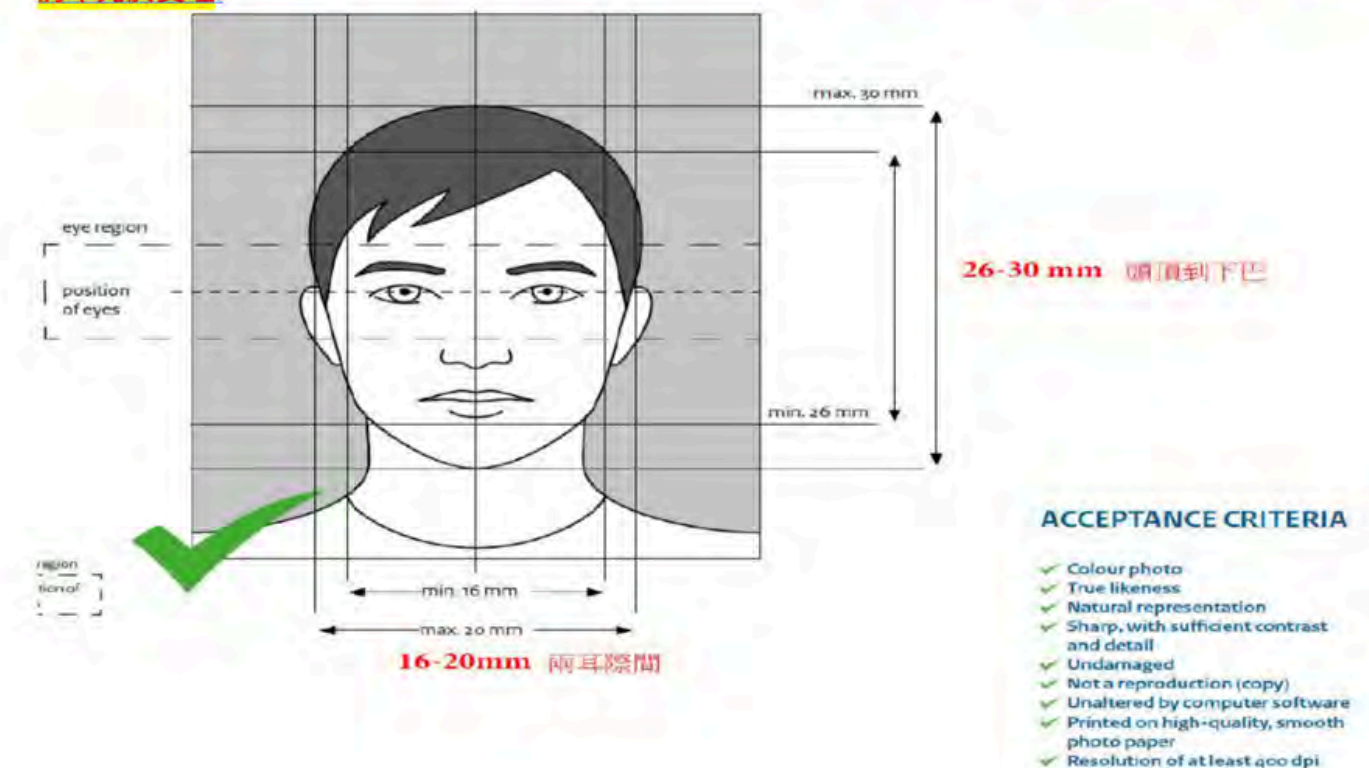 max. 30 mm
eye region
26-30 mm 頭頂到下巴
position
of eyes
min. 26 mm
ACCEPTANCE CRITERIA
region
tion of
Colour photo
min. 16 mm
True likeness
Natural representation
max. 20 mm
Sharp, with sufficient contrast
and detail
16-20mm 兩耳際間
Undamaged
Not a reproduction (copy)
Unaltered by computer software
Printed on high-quality, smooth
photo paper
Resolution of at least 400 dpi